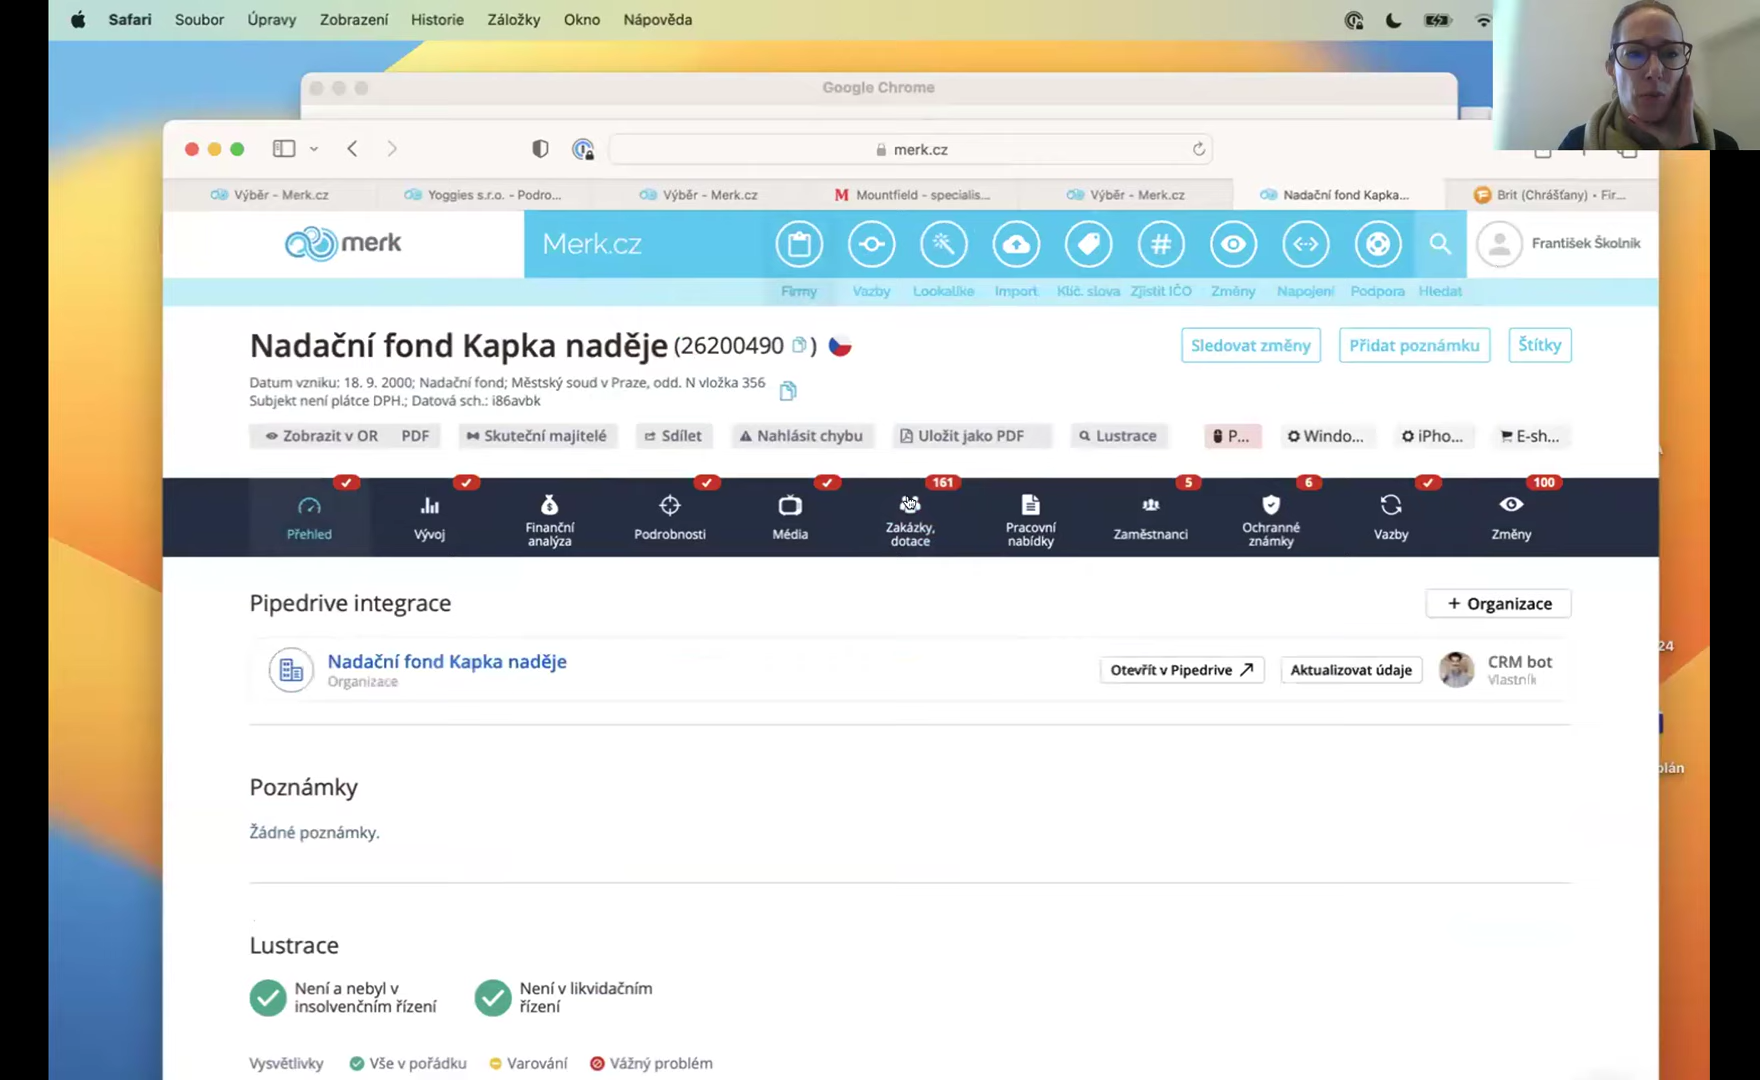 Safari Soubor Úpravy Zobrazení Historie Záložky Okno Nápověda
Google Chrome
merk.cz
Výběr – Merk.cz
Yoggies s.r.o. - Podro...
Výběr – Merk.cz
Mountfield - specialis...
Výběr – Merk.cz
Nadační fond Kapka...
Brit (Chrášťany) • Fir...
merk
Merk.cz
František Školník
Firmy Vazby Lookalike Import Klíč. slova Zjistit IČO Změny Napojení Podpora Hledat
Nadační fond Kapka naděje (26200490)
Sledovat změny
Přidat poznámku
Štítky
Datum vzniku: 18. 9. 2000; Nadační fond; Městský soud v Praze, odd. N vložka 356
Subjekt není plátce DPH.; Datová sch.: i86avbk
Zobrazit v OR PDF
Skuteční majitelé
Sdílet
Nahlásit chybu
Uložit jako PDF
Lustrace
P...
Windo...
iPho...
E-sh...
161 5 6 100
Přehled
Vývoj
Finanční
analýza
Podrobnosti
Média
Zakázky,
dotace
Pracovní
nabídky
Zaměstnanci
Ochranné
známky
Vazby
Změny
Pipedrive integrace
+ Organizace
Nadační fond Kapka naděje
Organizace
Otevřít v Pipedrive
Aktualizovat údaje
CRM bot
Vlastník
24
Poznámky
plán
Žádné poznámky.
Lustrace
Není a nebyl v
insolvenčním řízení
Není v likvidačním
řízení
Vysvětlivky Vše v pořádku Varování Vážný problém